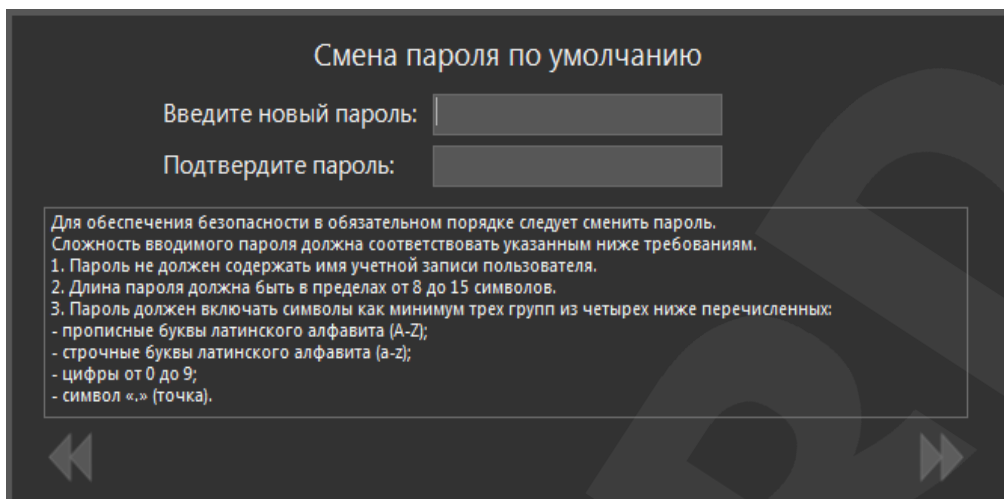 Смена пароля по умолчанию
Введите новый пароль:
Подтвердите пароль:
Для обеспечения безопасности в обязательном порядке следует сменить пароль.
Сложность вводимого пароля должна соответствовать указанным ниже требованиям.
1. Пароль не должен содержать имя учетной записи пользователя.
2. Длина пароля должна быть в пределах от 8 до 15 символов.
3. Пароль должен включать символы как минимум трех групп из четырех ниже перечисленных:
- прописные буквы латинского алфавита (A-Z);
- строчные буквы латинского алфавита (a-z);
- цифры от 0 до 9;
- символ «.» (точка).